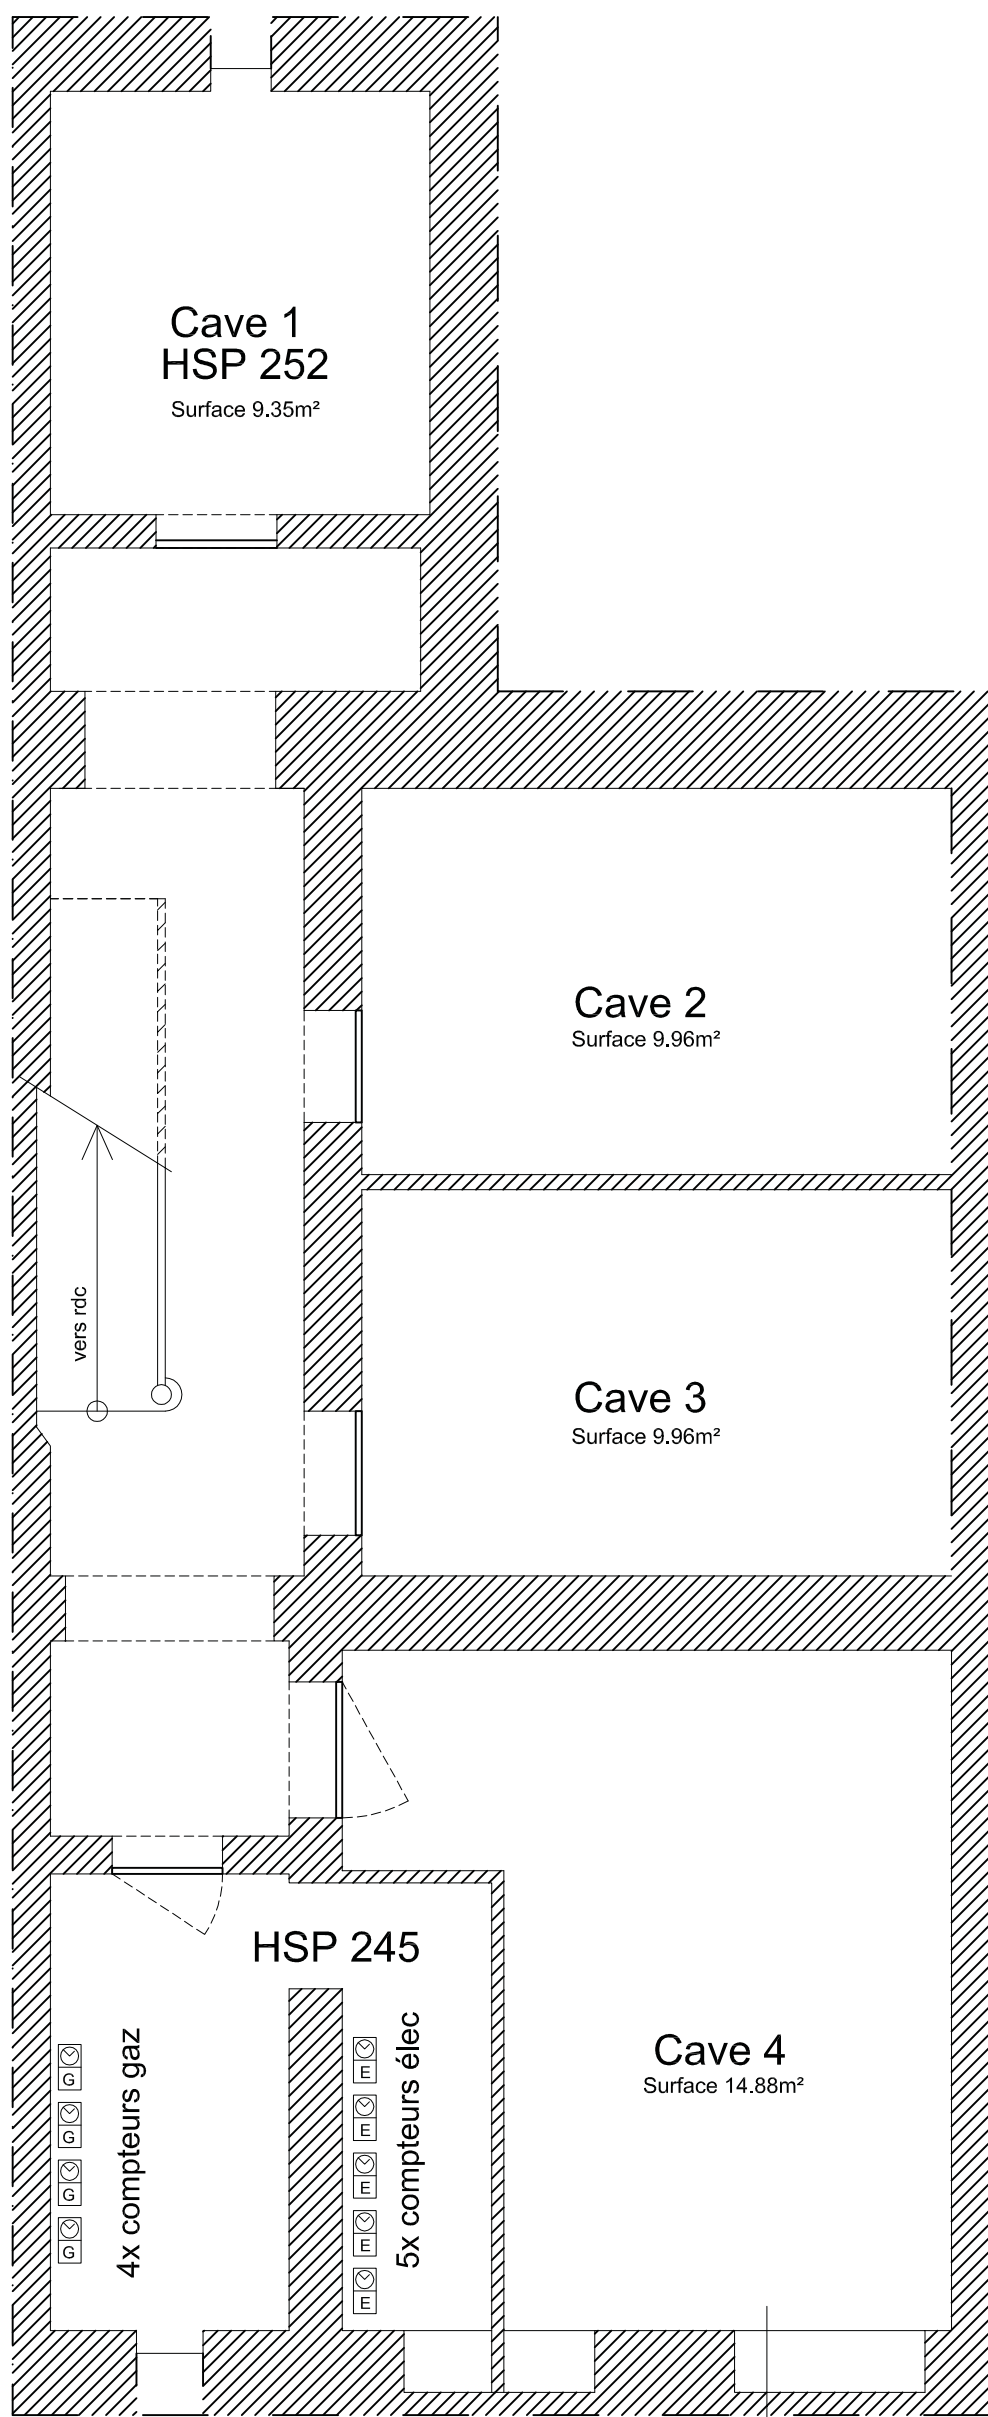 Cave 1
HSP 252
Surface 9.35m²
Cave 2
Surface 9.96m²
vers rdc
Cave 3
Surface 9.96m²
HSP 245
4x compteurs gaz
G
G
G
G
5x compteurs élec
E
E
E
E
E
Cave 4
Surface 14.88m²